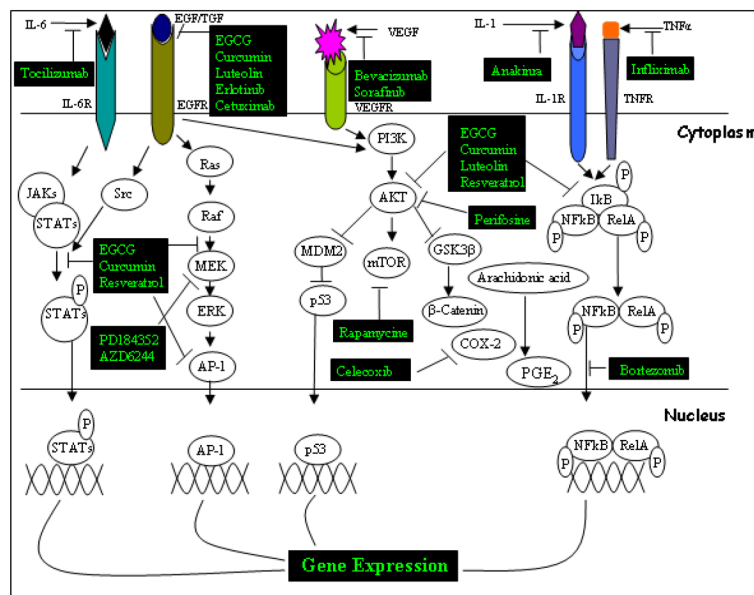 IL-6
EGF/TGF
VEGF
IL-1
TNFα
Tocilizumab
EGCG
Curcumin
Luteolin
Erlotinib
Cetuximab
Bevacizumab
Sorafinib
Anakinua
Infliximab
IL-6R
EGFR
VEGFR
IL-1R
TNFR
Cytoplasm
PI3K
EGCG
Curcumin
Luteolin
Resveratrol
Ras
JAKs
STATs
Src
AKT
P
IkB
NFkB
RelA
P
P
Perifosine
Raf
MDM2
mTOR
GSK3β
EGCG
Curcumin
Resveratrol
MEK
Arachidonic acid
P
STATs
p53
β-Catenin
ERK
NFkB
RelA
P
P
PD184352
AZD6244
Rapamycine
COX-2
AP-1
Celecoxib
PGE2
Bortezomib
Nucleus
P
STATs
AP-1
p53
NFkB
RelA
P
P
Gene Expression